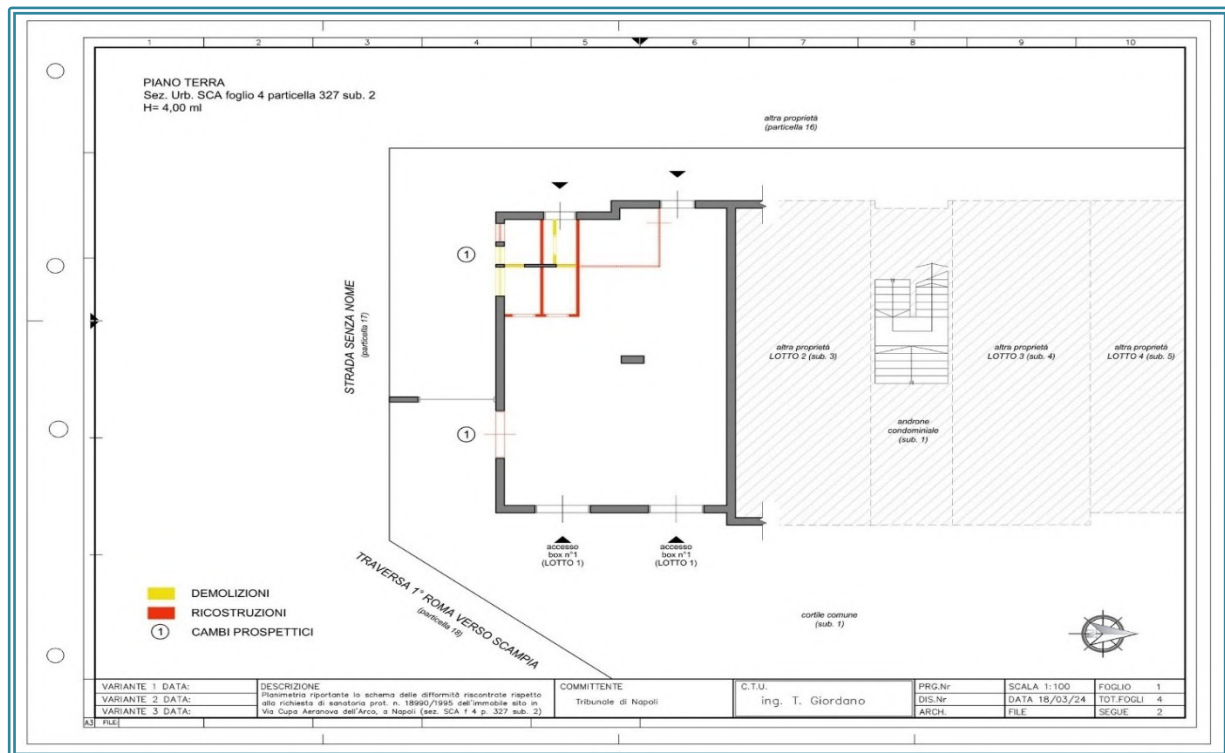 1 2 3 4 5 6 7 8 9 10
PIANO TERRA
Sez. Urb. SCA foglio 4 particella 327 sub. 2
H= 4,00 ml
altra proprietà
(particella 16)
1
STRADA SENZA NOME
(particella 17)
altra proprietà
LOTTO 2 (sub. 3)
altra proprietà
LOTTO 3 (sub. 4)
altra proprietà
LOTTO 4 (sub. 5)
androne
condominiale
(sub. 1)
1
accesso
box n°1
(LOTTO 1)
accesso
box n°1
(LOTTO 1)
TRAVERSA 1° ROMA VERSO SCAMPIA
(particella 18)
cortile comune
(sub. 1)
DEMOLIZIONI
RICOSTRUZIONI
1 CAMBI PROSPETTICI
VARIANTE 1 DATA:
VARIANTE 2 DATA:
VARIANTE 3 DATA:
DESCRIZIONE
Planimetria riportante lo schema delle difformità riscontrate rispetto
alla richiesta di sanatoria prot. n. 18990/1995 dell'immobile sito in
Via Cupa Aeranova dell'Arco, a Napoli (sez. SCA f 4 p. 327 sub. 2)
COMMITTENTE
Tribunale di Napoli
C.T.U.
ing. T. Giordano
PRG.Nr SCALA 1:100 FOGLIO 1
DIS.Nr DATA 18/03/24 TOT.FOGLI 4
ARCH. FILE SEGUE 2
A3 FILE: